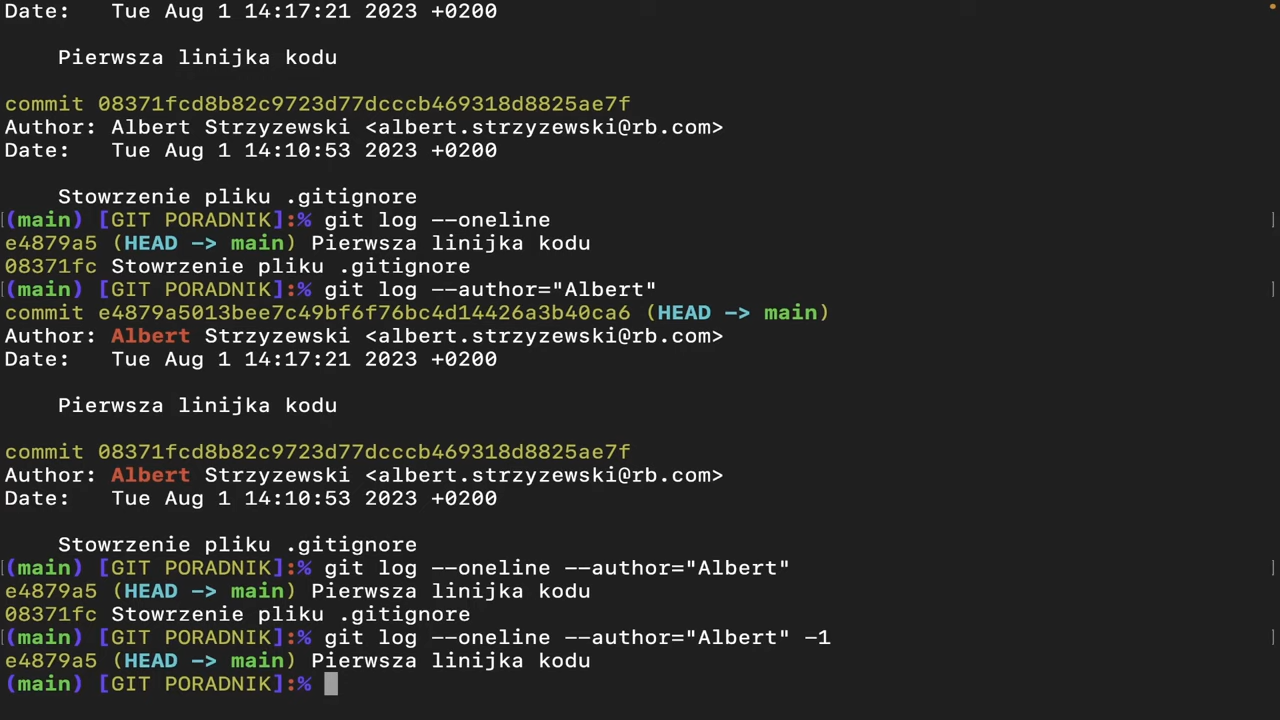 Date:   Tue Aug 1 14:17:21 2023 +0200
    Pierwsza linijka kodu
commit 08371fcd8b82c9723d77dcccb469318d8825ae7f
Author: Albert Strzyzewski <albert.strzyzewski@rb.com>
Date:   Tue Aug 1 14:10:53 2023 +0200
    Stowrzenie pliku .gitignore
(main) [GIT PORADNIK]:% git log --oneline
e4879a5 (HEAD -> main) Pierwsza linijka kodu
08371fc Stowrzenie pliku .gitignore
(main) [GIT PORADNIK]:% git log --author="Albert"
commit e4879a5013bee7c49bf6f76bc4d14426a3b40ca6 (HEAD -> main)
Author: Albert Strzyzewski <albert.strzyzewski@rb.com>
Date:   Tue Aug 1 14:17:21 2023 +0200
    Pierwsza linijka kodu
commit 08371fcd8b82c9723d77dcccb469318d8825ae7f
Author: Albert Strzyzewski <albert.strzyzewski@rb.com>
Date:   Tue Aug 1 14:10:53 2023 +0200
    Stowrzenie pliku .gitignore
(main) [GIT PORADNIK]:% git log --oneline --author="Albert"
e4879a5 (HEAD -> main) Pierwsza linijka kodu
08371fc Stowrzenie pliku .gitignore
(main) [GIT PORADNIK]:% git log --oneline --author="Albert" -1
e4879a5 (HEAD -> main) Pierwsza linijka kodu
(main) [GIT PORADNIK]:%